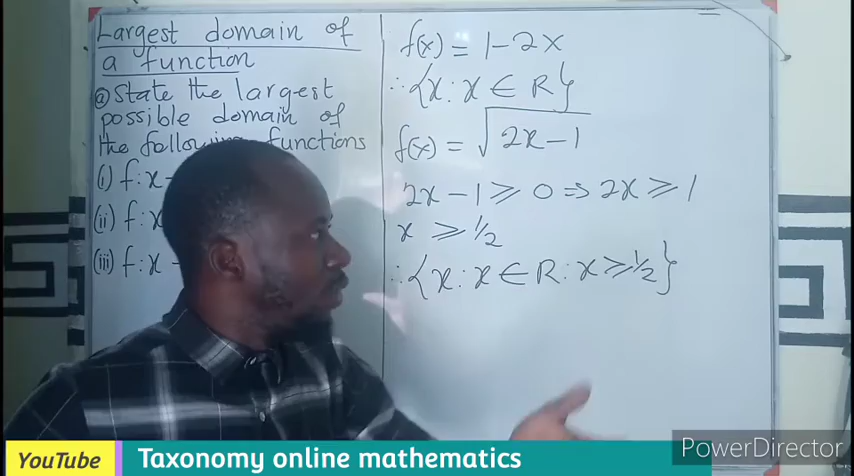 Largest domain of
a function
ⓐ State the largest
possible domain of
the following functions
(i) f:x
(ii) f:x
(iii) f:x -
f(x) = 1-2x
∴{x: x ∈ R}
f(x) = √2x-1
2x-1 ≥ 0 ⇒ 2x ≥ 1
x ≥ 1/2
∴{x: x ∈ R: x ≥ 1/2}
PowerDirector
YouTube Taxonomy online mathematics